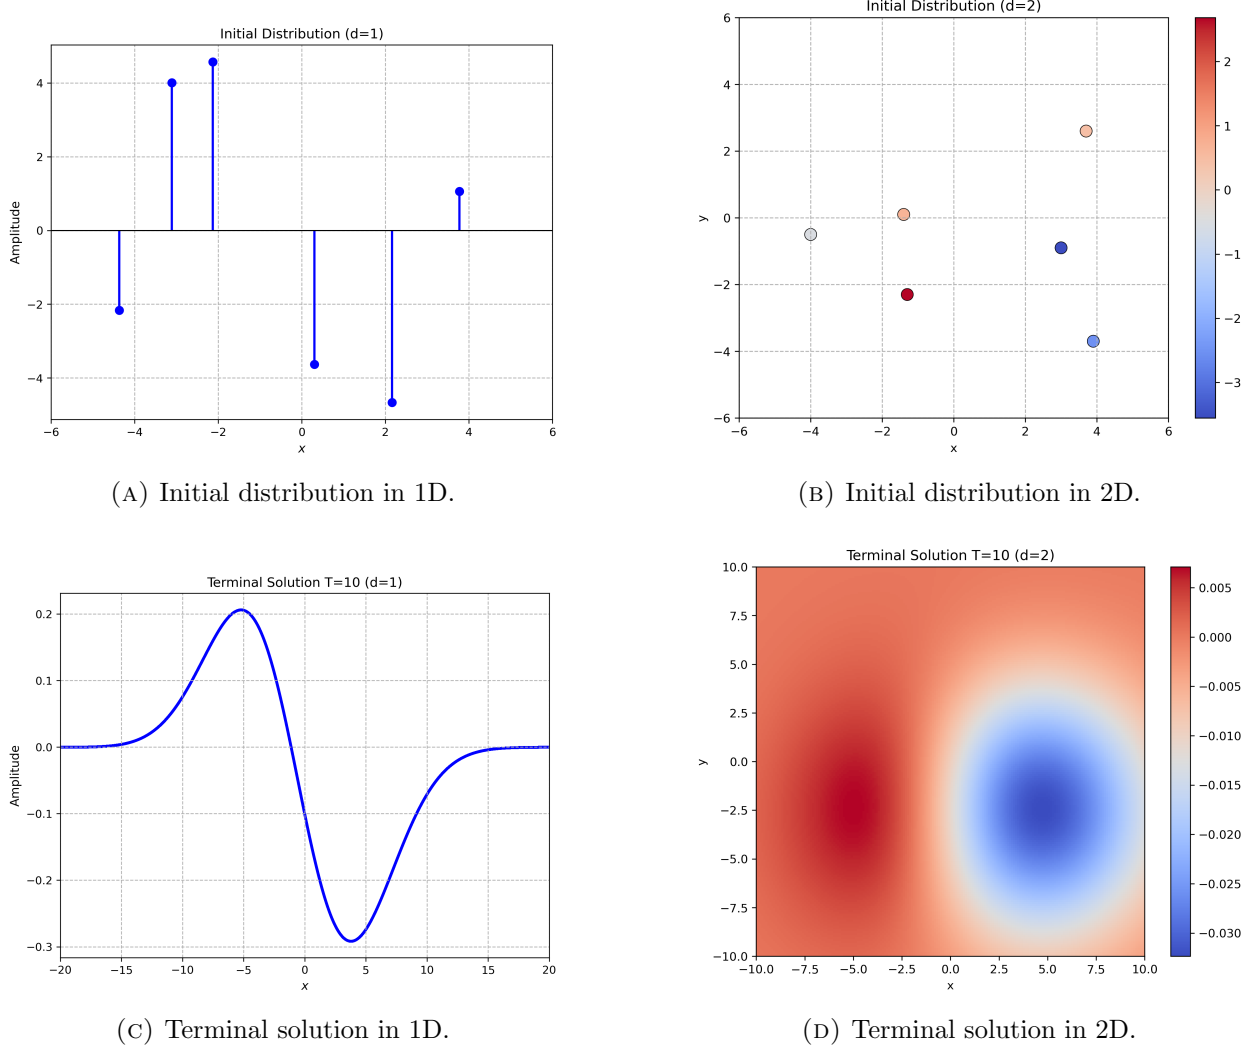 Initial Distribution (d=1)
Amplitude
4
2
0
−2
−4
−6 −4 −2 0 2 4 6
x
Initial Distribution (d=2)
y
6
4
2
0
−2
−4
−6
−6 −4 −2 0 2 4 6
x
2
1
0
−1
−2
−3
(A) Initial distribution in 1D.
(B) Initial distribution in 2D.
Terminal Solution T=10 (d=1)
Amplitude
0.2
0.1
0.0
−0.1
−0.2
−0.3
−20 −15 −10 −5 0 5 10 15 20
x
Terminal Solution T=10 (d=2)
y
10.0
7.5
5.0
2.5
0.0
−2.5
−5.0
−7.5
−10.0
−10.0 −7.5 −5.0 −2.5 0.0 2.5 5.0 7.5 10.0
x
0.005
0.000
−0.005
−0.010
−0.015
−0.020
−0.025
−0.030
(C) Terminal solution in 1D.
(D) Terminal solution in 2D.